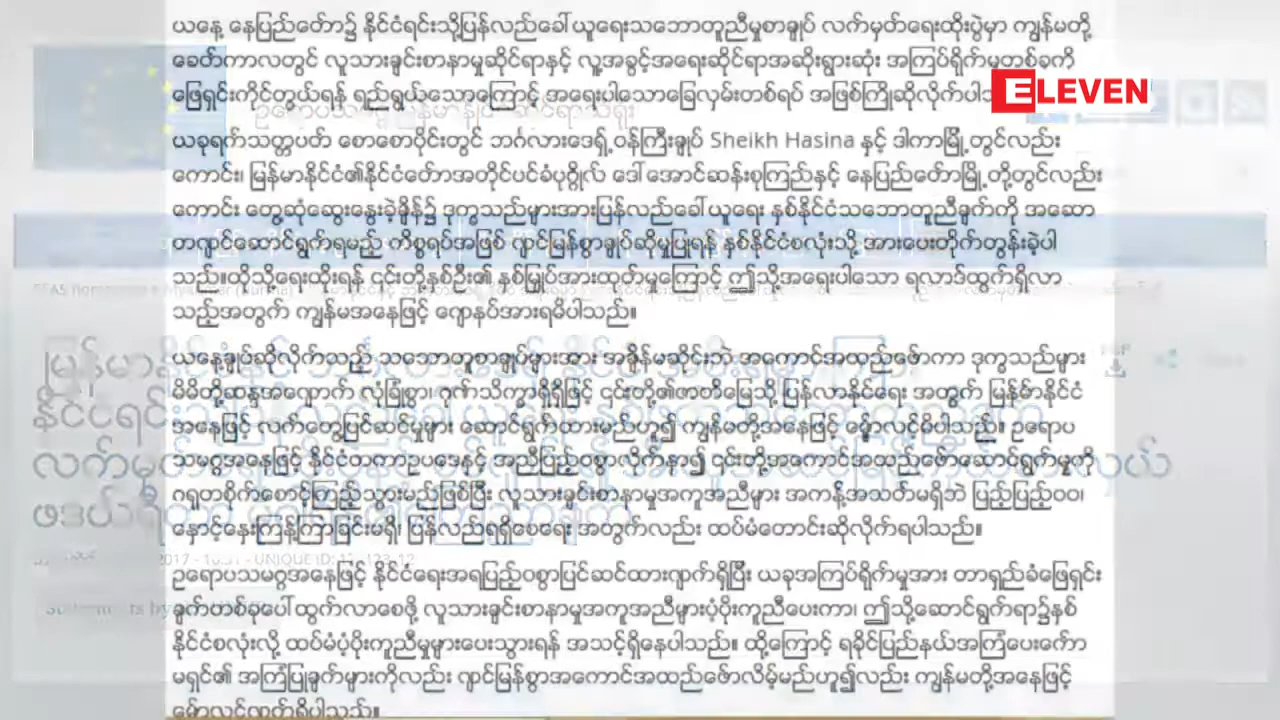 ယနေ့ နေပြည်တော်၌ နိုင်ငံရင်းသို့ပြန်လည်ခေါ်ယူရေးသဘောတူညီမှုစာချုပ် လက်မှတ်ရေးထိုးပွဲမှာ ကျွန်မတို့
ခေတ်ကာလတွင် လူသားချင်းစာနာမှုဆိုင်ရာနှင့် လူ့အခွင့်အရေးဆိုင်ရာအဆိုးရွားဆုံး အကြပ်ရိုက်မှုတစ်ခုကို
ဖြေရှင်းကိုင်တွယ်ရန် ရည်ရွယ်သောကြောင့် အရေးပါသောခြေလှမ်းတစ်ရပ် အဖြစ်ကြိုဆိုလိုက်ပါ
ELEVEN
ယခုရက်သတ္တပတ် စောစောပိုင်းတွင် ဘင်္ဂလားဒေ့ရှ်ဝန်ကြီးချုပ် Sheikh Hasina နှင့် ဒါကာမြို့တွင်လည်း
ကောင်း၊ မြန်မာနိုင်ငံ၏နိုင်ငံတော်အတိုင်ပင်ခံပုဂ္ဂိုလ် ဒေါ်အောင်ဆန်းစုကြည်နှင့် နေပြည်တော်မြို့တို့တွင်လည်း
ကောင်း တွေ့ဆုံဆွေးနွေးခဲ့ချိန်၌ ဒုက္ခသည်များအားပြန်လည်ခေါ်ယူရေး နှစ်နိုင်ငံသဘောတူညီချက်ကို အဆော
တလျင်ဆောင်ရွက်ရမည့် ကိစ္စရပ်အဖြစ် လျင်မြန်စွာချုပ်ဆိုမှုပြုရန် နှစ်နိုင်ငံစလုံးသို့ အားပေးတိုက်တွန်းခဲ့ပါ
သည်။ထိုသို့ရေးထိုးရန် ၎င်းတို့နှစ်ဦး၏ နှစ်မြှုပ်အားထုတ်မှုကြောင့် ဤသို့အရေးပါသော ရလာဒ်ထွက်ရှိလာ
သည့်အတွက် ကျွန်မအနေဖြင့် ကျေနပ်အားရမိပါသည်။
ယနေ့ချုပ်ဆိုလိုက်သည့် သဘောတူစာချုပ်များအား အချိန်မဆိုင်းဘဲ အကောင်အထည်ဖော်ကာ ဒုက္ခသည်များ
မိမိတို့ဆန္ဒအလျောက် လုံခြုံစွာ၊ ဂုဏ်သိက္ခာရှိရှိဖြင့် ၎င်းတို့၏ဇာတိမြေသို့ ပြန်လာနိုင်ရေး အတွက် မြန်မာနိုင်ငံ
အနေဖြင့် လက်တွေ့ပြင်ဆင်မှုများ ဆောင်ရွက်ထားမည်ဟူ၍ ကျွန်မတို့အနေဖြင့် မျှော်လင့်မိပါသည်။ ဥရောပ
သမဂ္ဂအနေဖြင့် နိုင်ငံတကာဥပဒေနှင့် အညီပြည့်ဝစွာလိုက်နာ၍ ၎င်းတို့အကောင်အထည်ဖော်ဆောင်ရွက်မှုကို
ဂရုတစိုက်စောင့်ကြည့်သွားမည်ဖြစ်ပြီး လူသားချင်းစာနာမှုအကူအညီများ အကန့်အသတ်မရှိဘဲ ပြည့်ပြည့်ဝဝ၊
နှောင့်နှေးကြန့်ကြာခြင်းမရှိ၊ ပြန်လည်ရရှိစေရေး အတွက်လည်း ထပ်မံတောင်းဆိုလိုက်ရပါသည်။
ဥရောပသမဂ္ဂအနေဖြင့် နိုင်ငံရေးအရပြည့်ဝစွာပြင်ဆင်ထားလျက်ရှိပြီး ယခုအကြပ်ရိုက်မှုအား တာရှည်ခံဖြေရှင်း
ချက်တစ်ခုပေါ်ထွက်လာစေဖို့ လူသားချင်းစာနာမှုအကူအညီများပံ့ပိုးကူညီပေးကာ၊ ဤသို့ဆောင်ရွက်ရာ၌နှစ်
နိုင်ငံစလုံးလို့ ထပ်မံပံ့ပိုးကူညီမှုများပေးသွားရန် အသင့်ရှိနေပါသည်။ ထို့ကြောင့် ရခိုင်ပြည်နယ်အကြံပေးကော်
မရှင်၏ အကြံပြုချက်များကိုလည်း လျင်မြန်စွာအကောင်အထည်ဖော်လိမ့်မည်ဟူ၍လည်း ကျွန်မတို့အနေဖြင့်
မျှော်လင့်လျက်ရှိပါသည်။